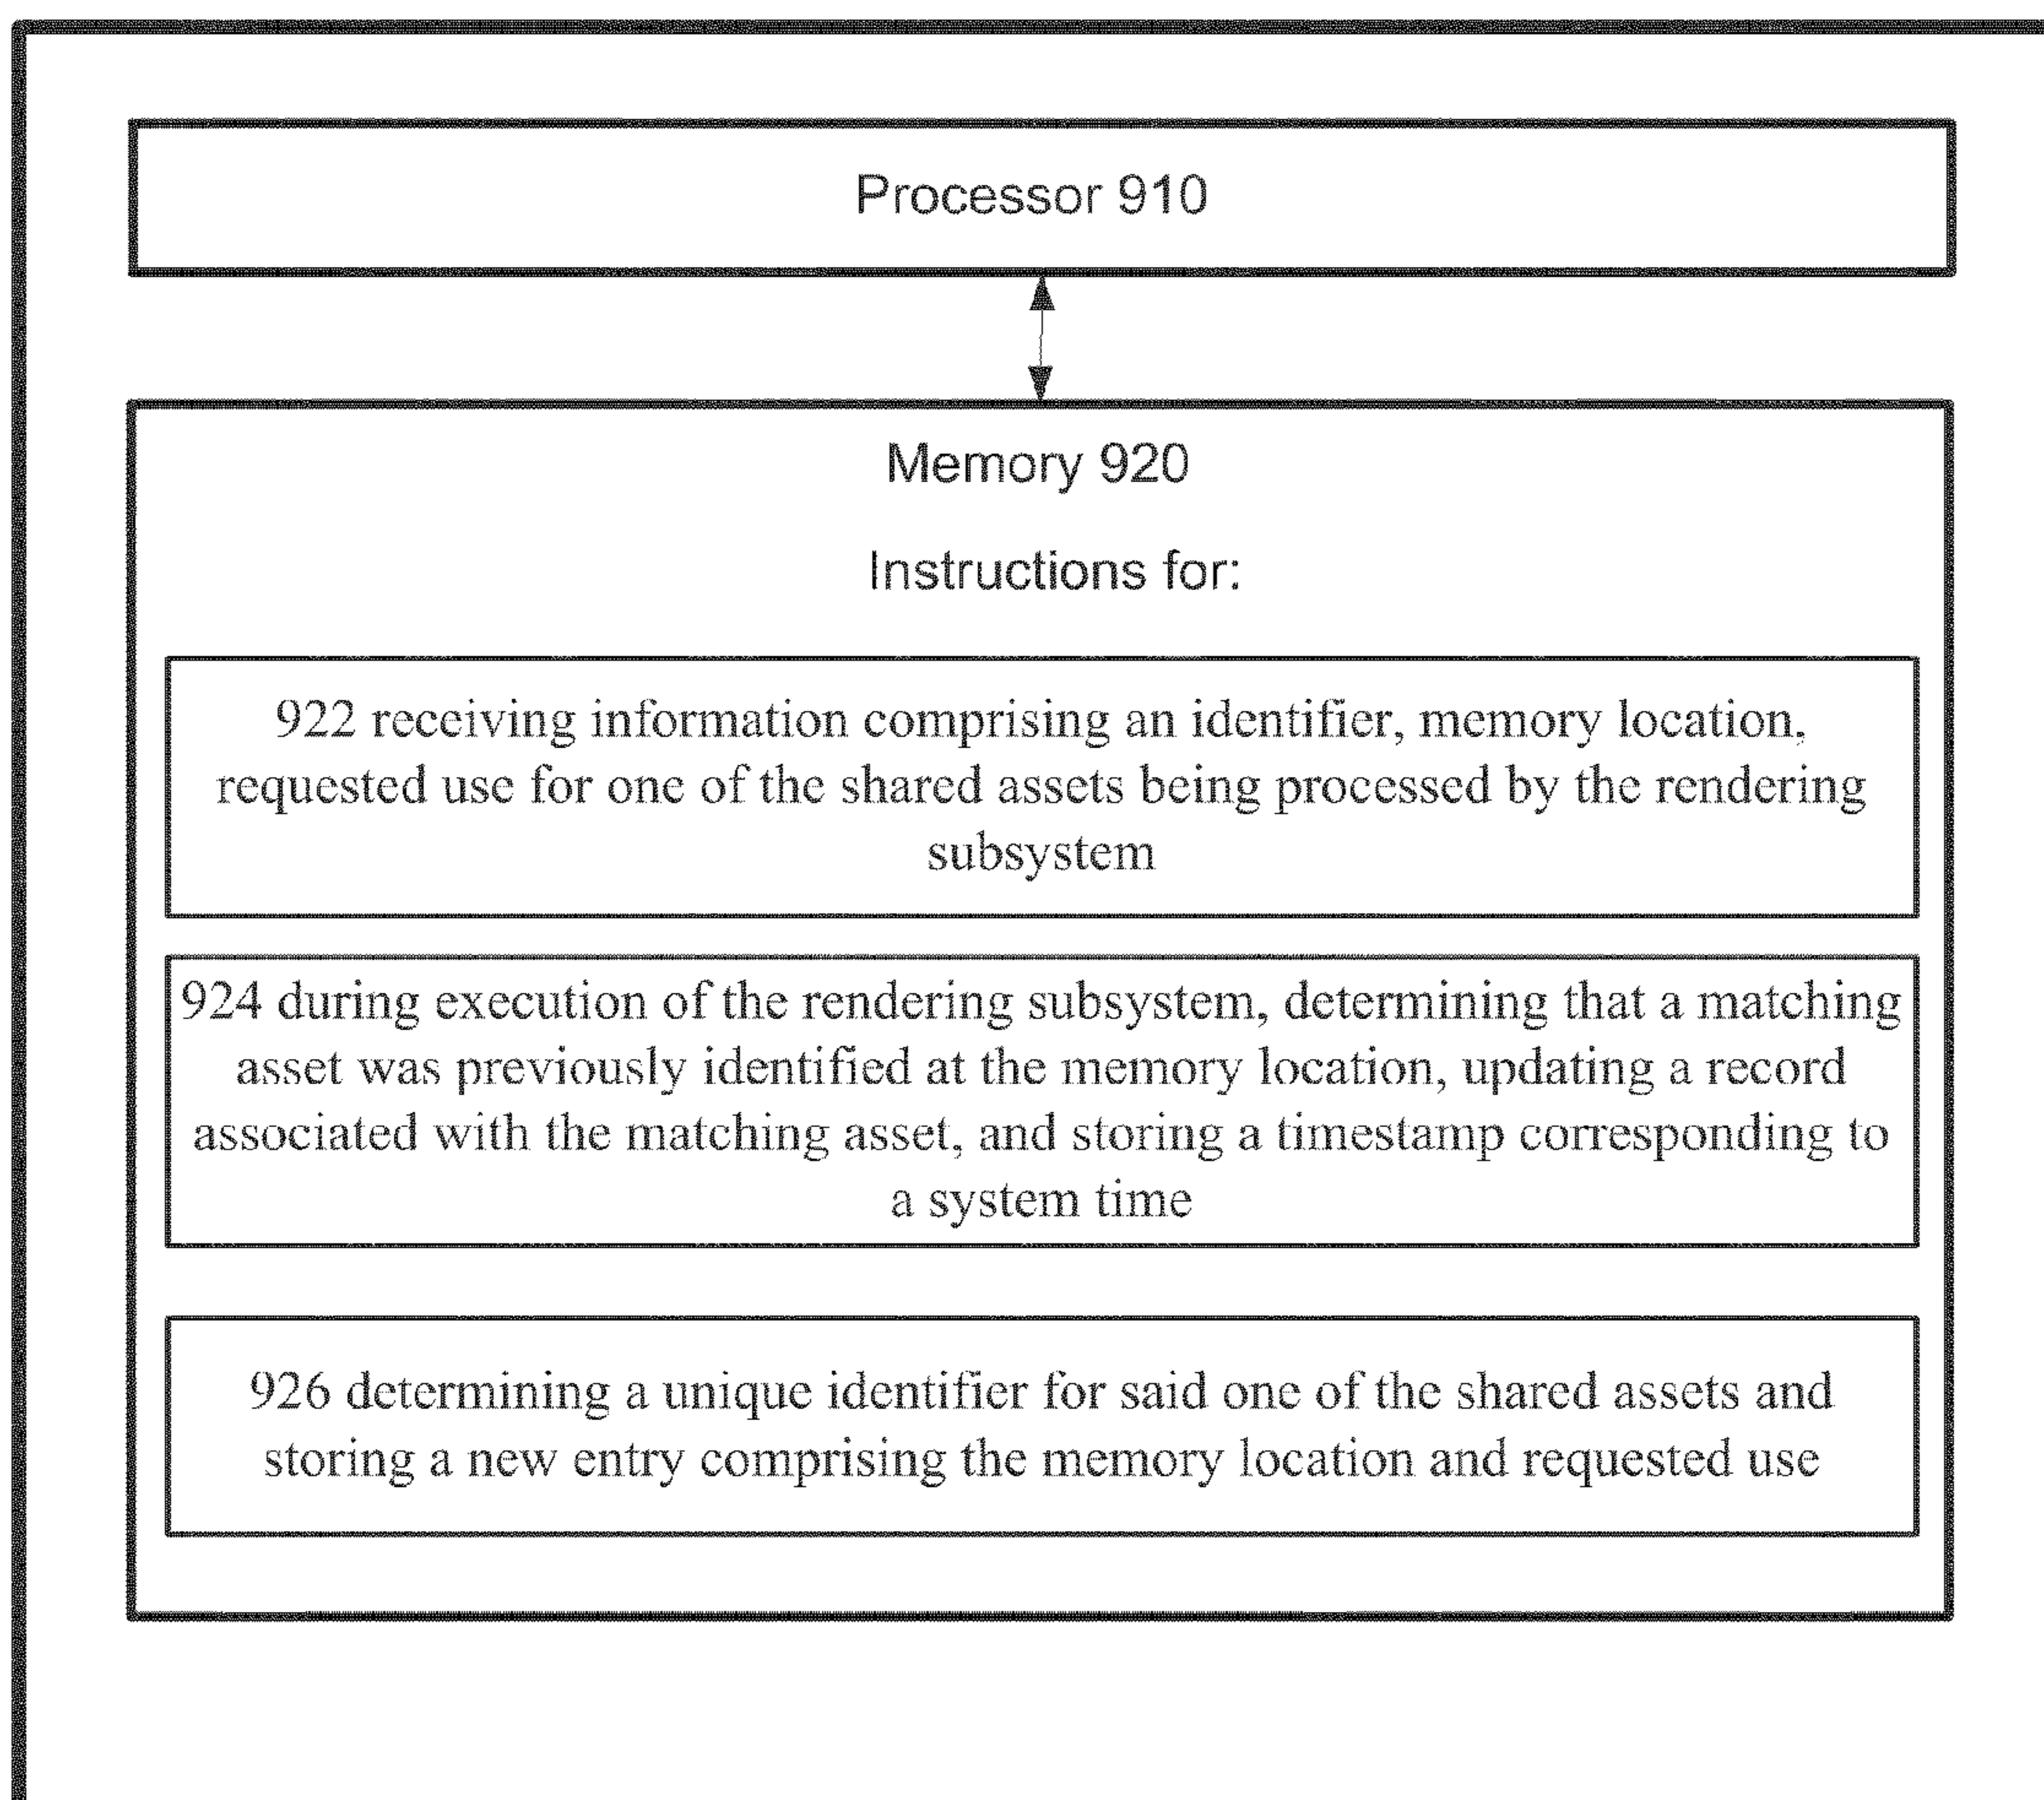 Processor 910
Memory 920
Instructions for:
922 receiving information comprising an identifier, memory location,
requested use for one of the shared assets being processed by the rendering
subsystem
924 during execution of the rendering subsystem, determining that a matching
asset was previously identified at the memory location, updating a record
associated with the matching asset, and storing a timestamp corresponding to
a system time
926 determining a unique identifier for said one of the shared assets and
storing a new entry comprising the memory location and requested use